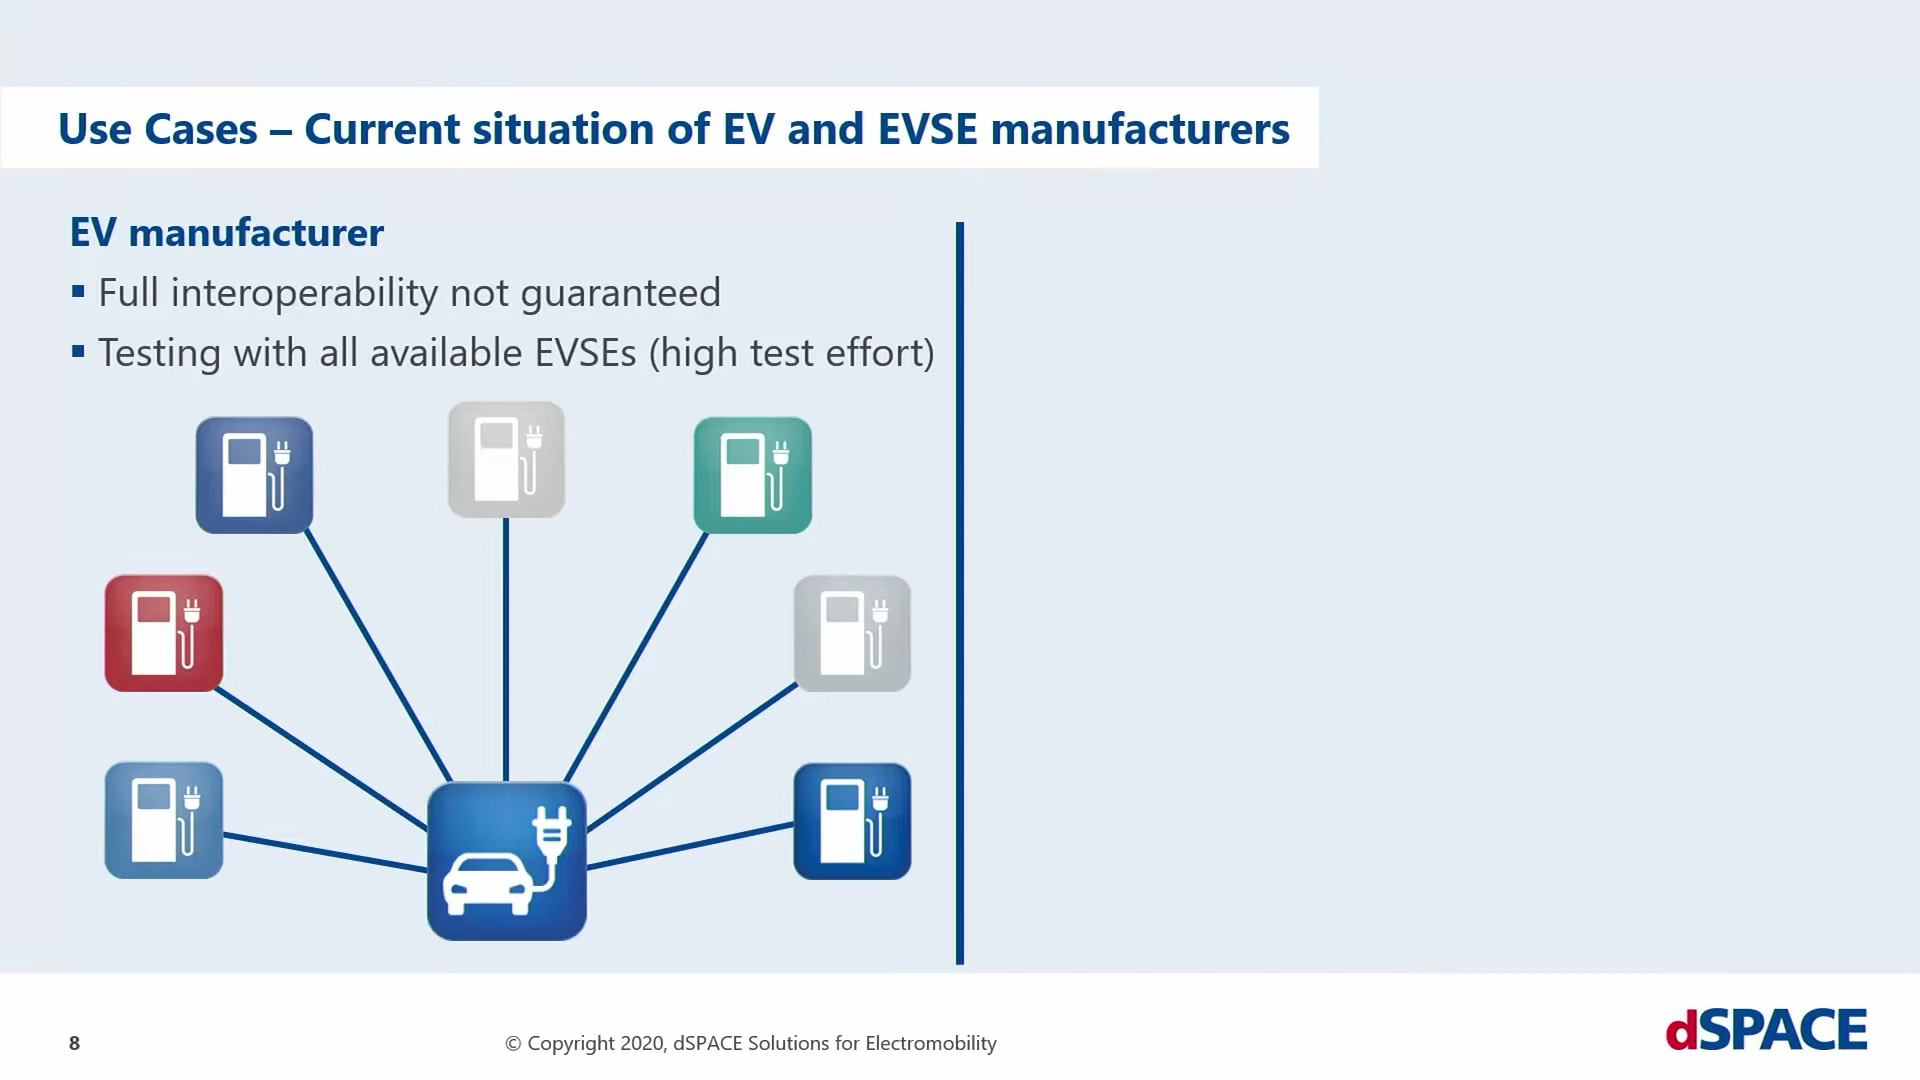 Use Cases – Current situation of EV and EVSE manufacturers
EV manufacturer
▪ Full interoperability not guaranteed
▪ Testing with all available EVSEs (high test effort)
8
© Copyright 2020, dSPACE Solutions for Electromobility
dSPACE